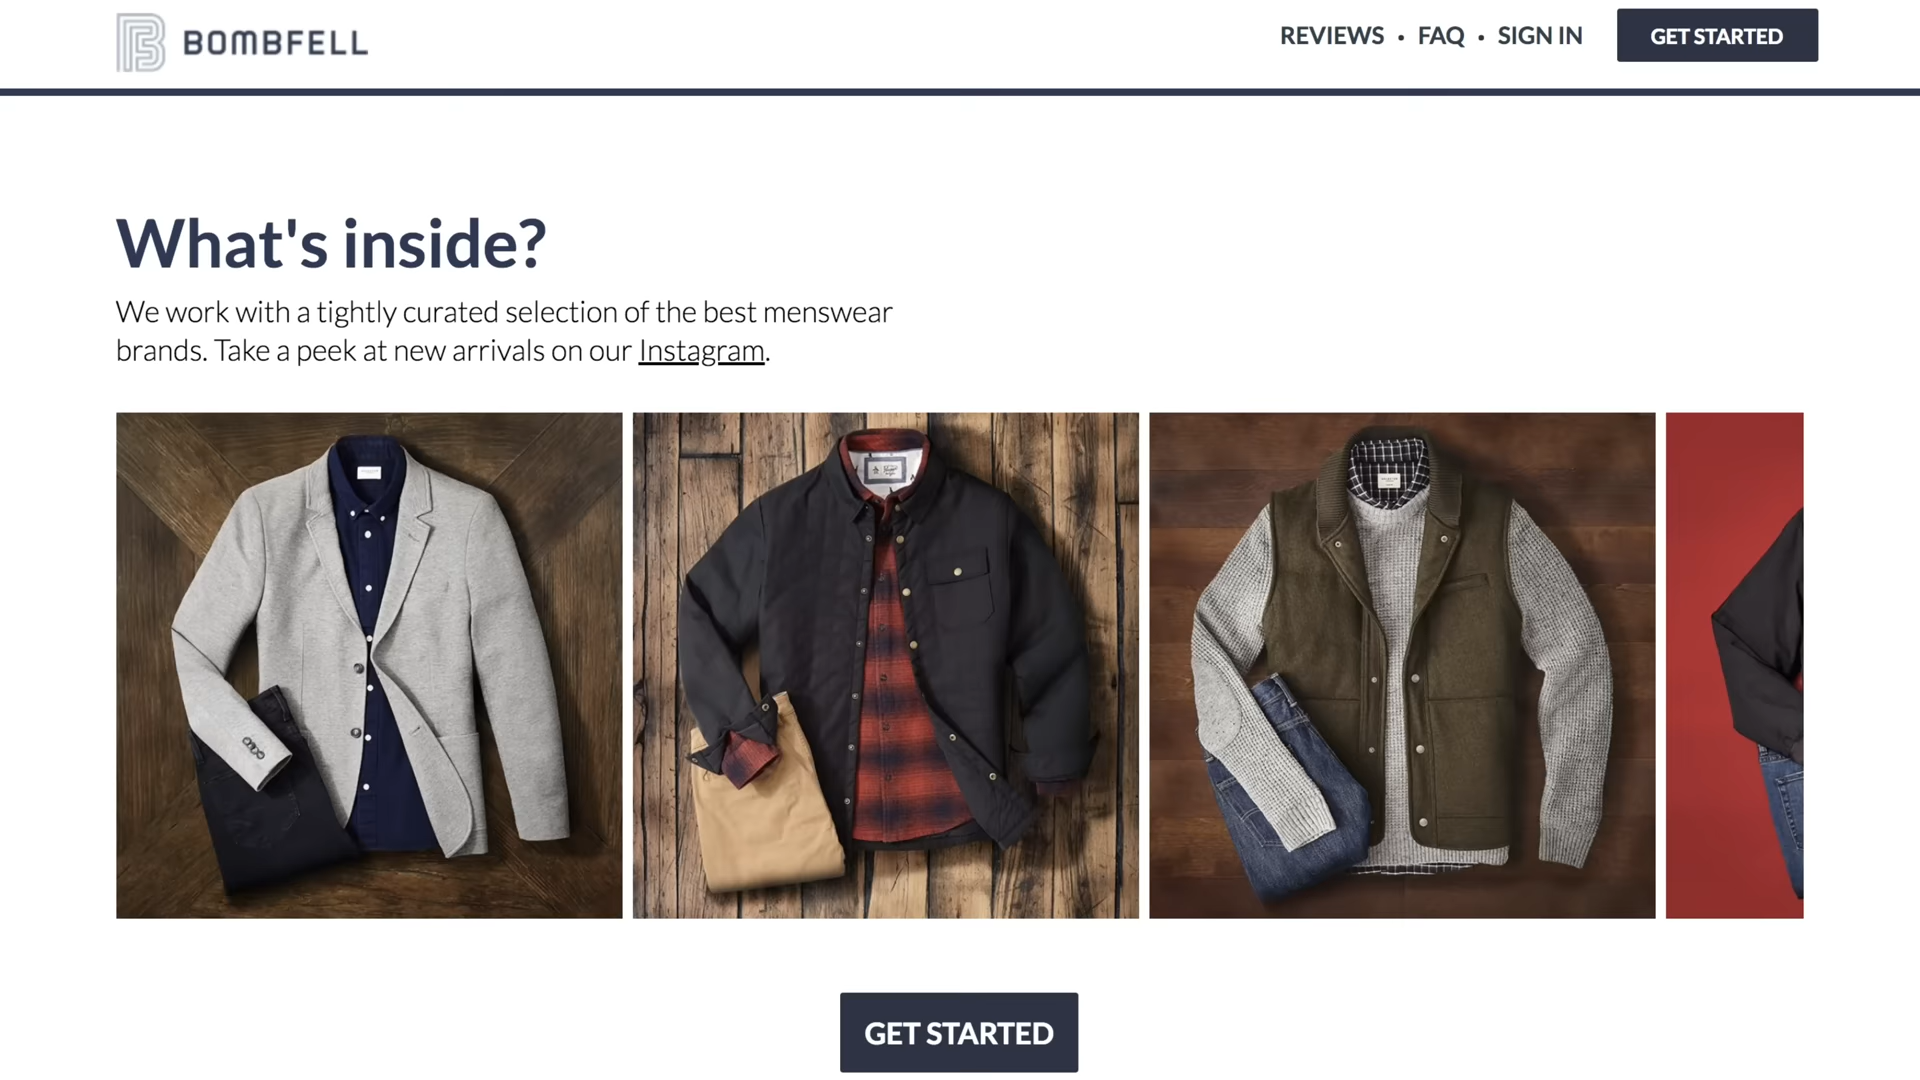 BOMBFELL
REVIEWS • FAQ • SIGN IN
GET STARTED
What's inside?
We work with a tightly curated selection of the best menswear
brands. Take a peek at new arrivals on our Instagram.
GET STARTED